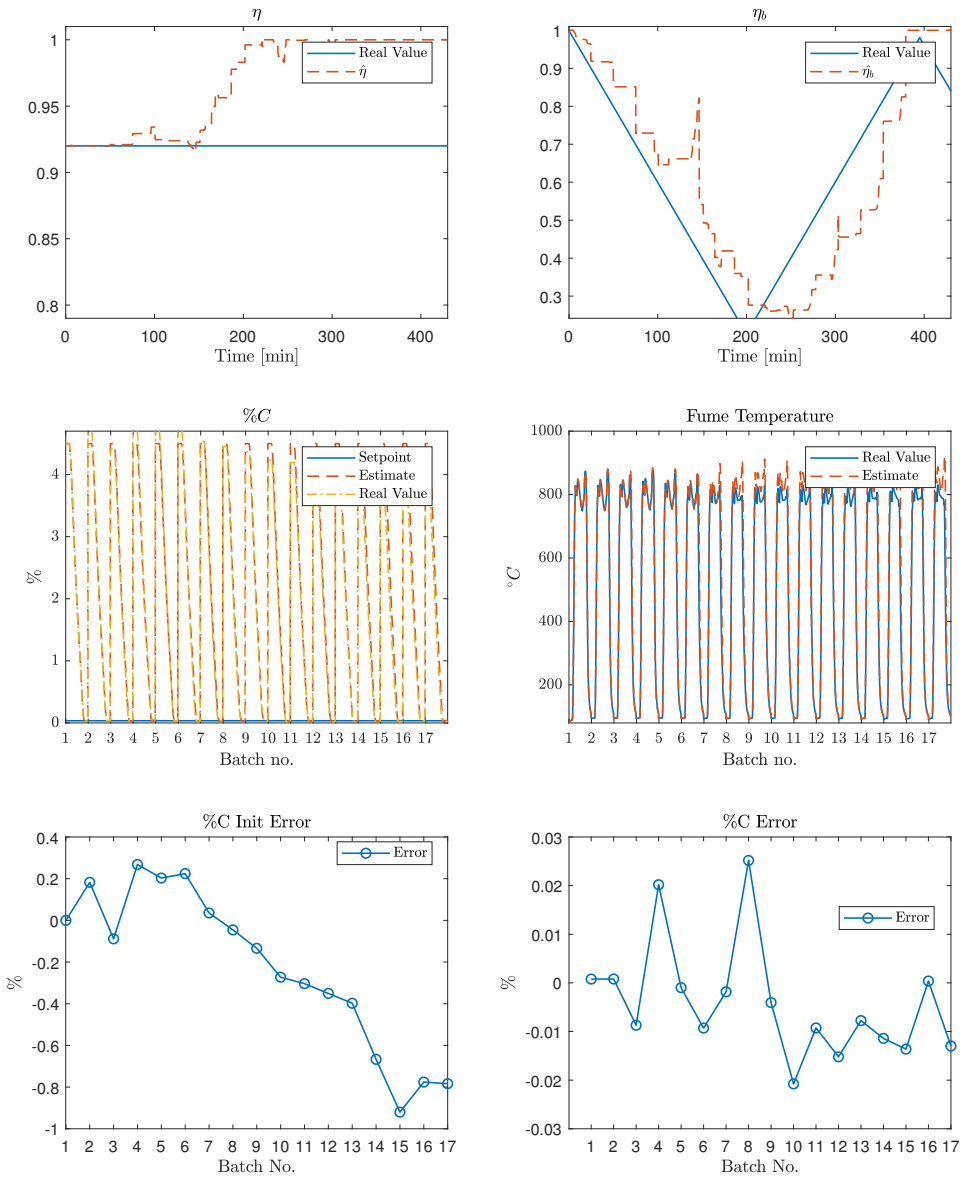 η
1
0.95
0.9
0.85
0.8
Real Value
η̂
0 100 200 300 400
Time [min]
η_b
1
0.9
0.8
0.7
0.6
0.5
0.4
0.3
Real Value
η̂_b
0 100 200 300 400
Time [min]
%C
%
4
3
2
1
0
Setpoint
Estimate
Real Value
1 2 3 4 5 6 7 8 9 10 11 12 13 14 15 16 17
Batch no.
Fume Temperature
°C
1000
800
600
400
200
Real Value
Estimate
1 2 3 4 5 6 7 8 9 10 11 12 13 14 15 16 17
Batch no.
%C Init Error
%
0.4
0.2
0
-0.2
-0.4
-0.6
-0.8
-1
Error
1 2 3 4 5 6 7 8 9 10 11 12 13 14 15 16 17
Batch No.
%C Error
%
0.03
0.02
0.01
0
-0.01
-0.02
-0.03
Error
1 2 3 4 5 6 7 8 9 10 11 12 13 14 15 16 17
Batch No.